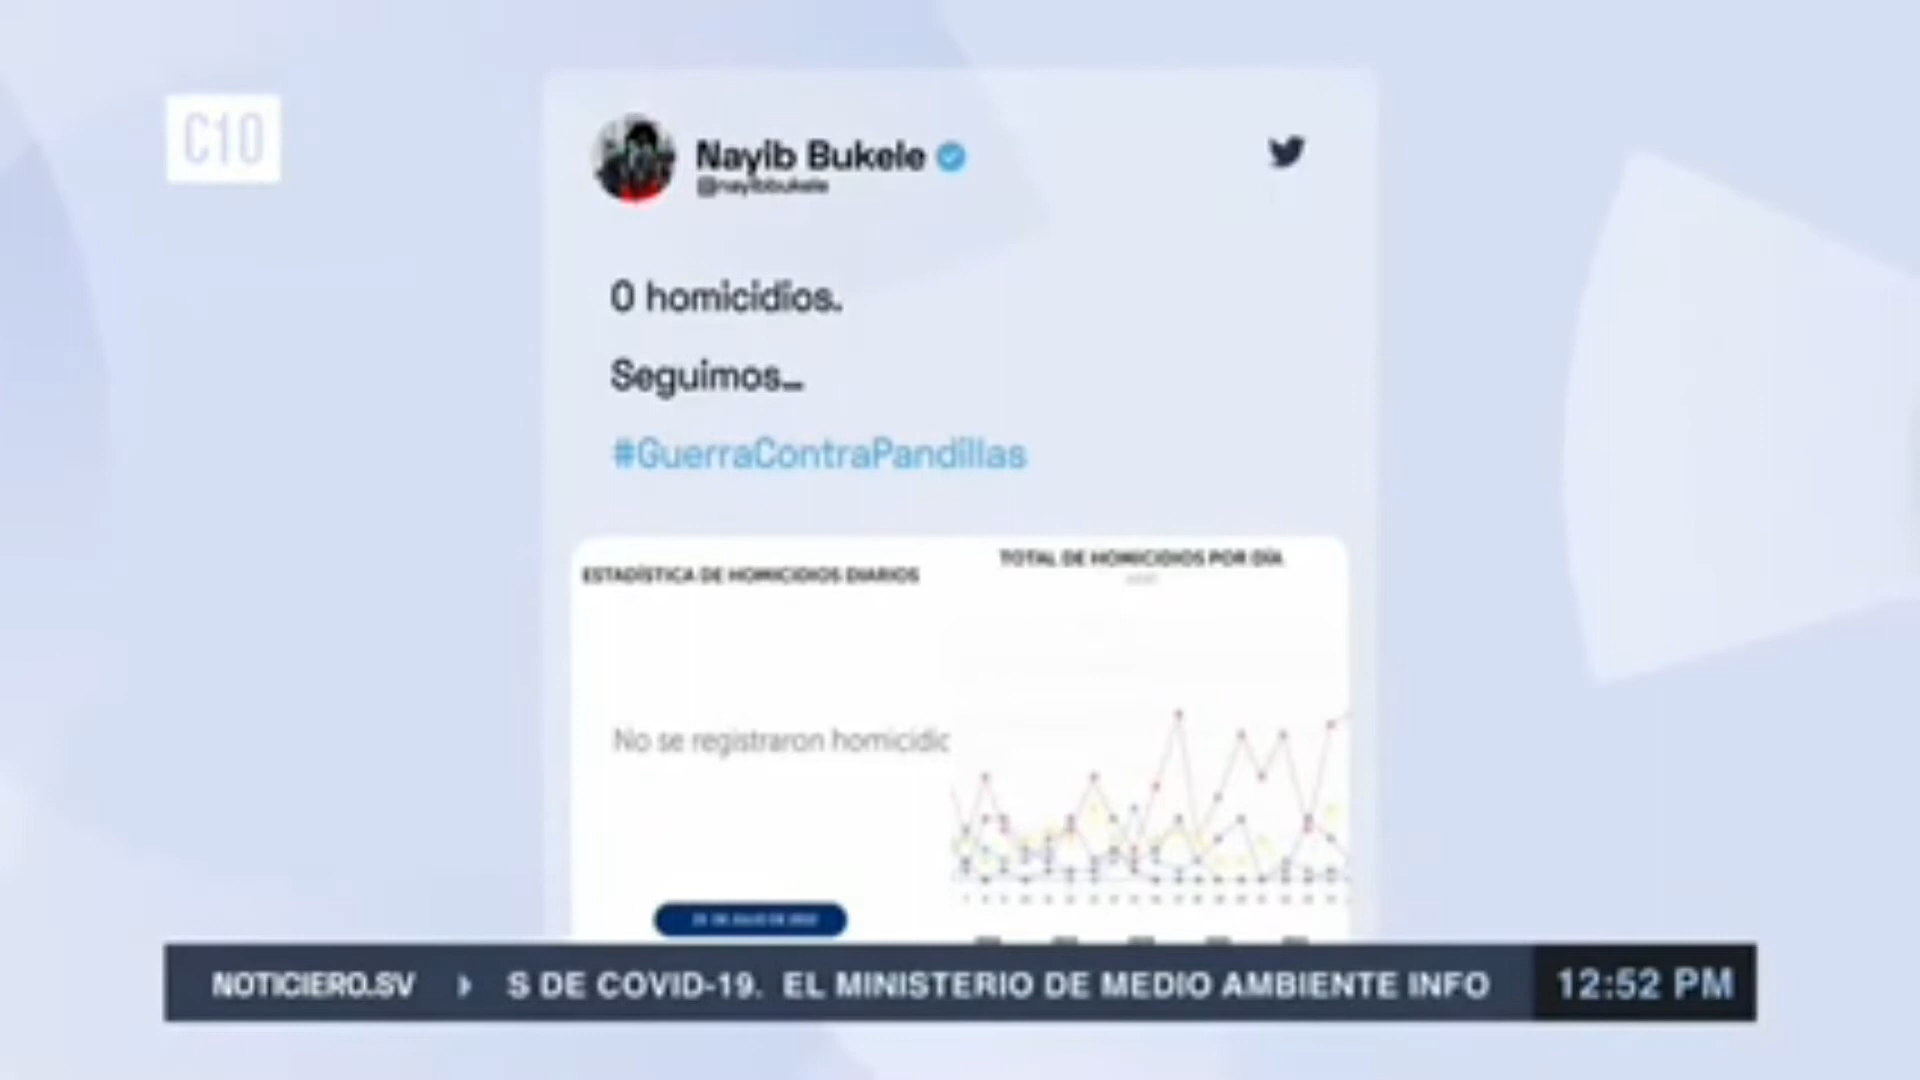 C10
Nayib Bukele
@nayibbukele
0 homicidios.
Seguimos...
#GuerraContraPandillas
ESTADÍSTICA DE HOMICIDIOS DIARIOS
TOTAL DE HOMICIDIOS POR DÍA
No se registraron homicidic
NOTICIERO.SV
S DE COVID-19. EL MINISTERIO DE MEDIO AMBIENTE INFO
12:52 PM